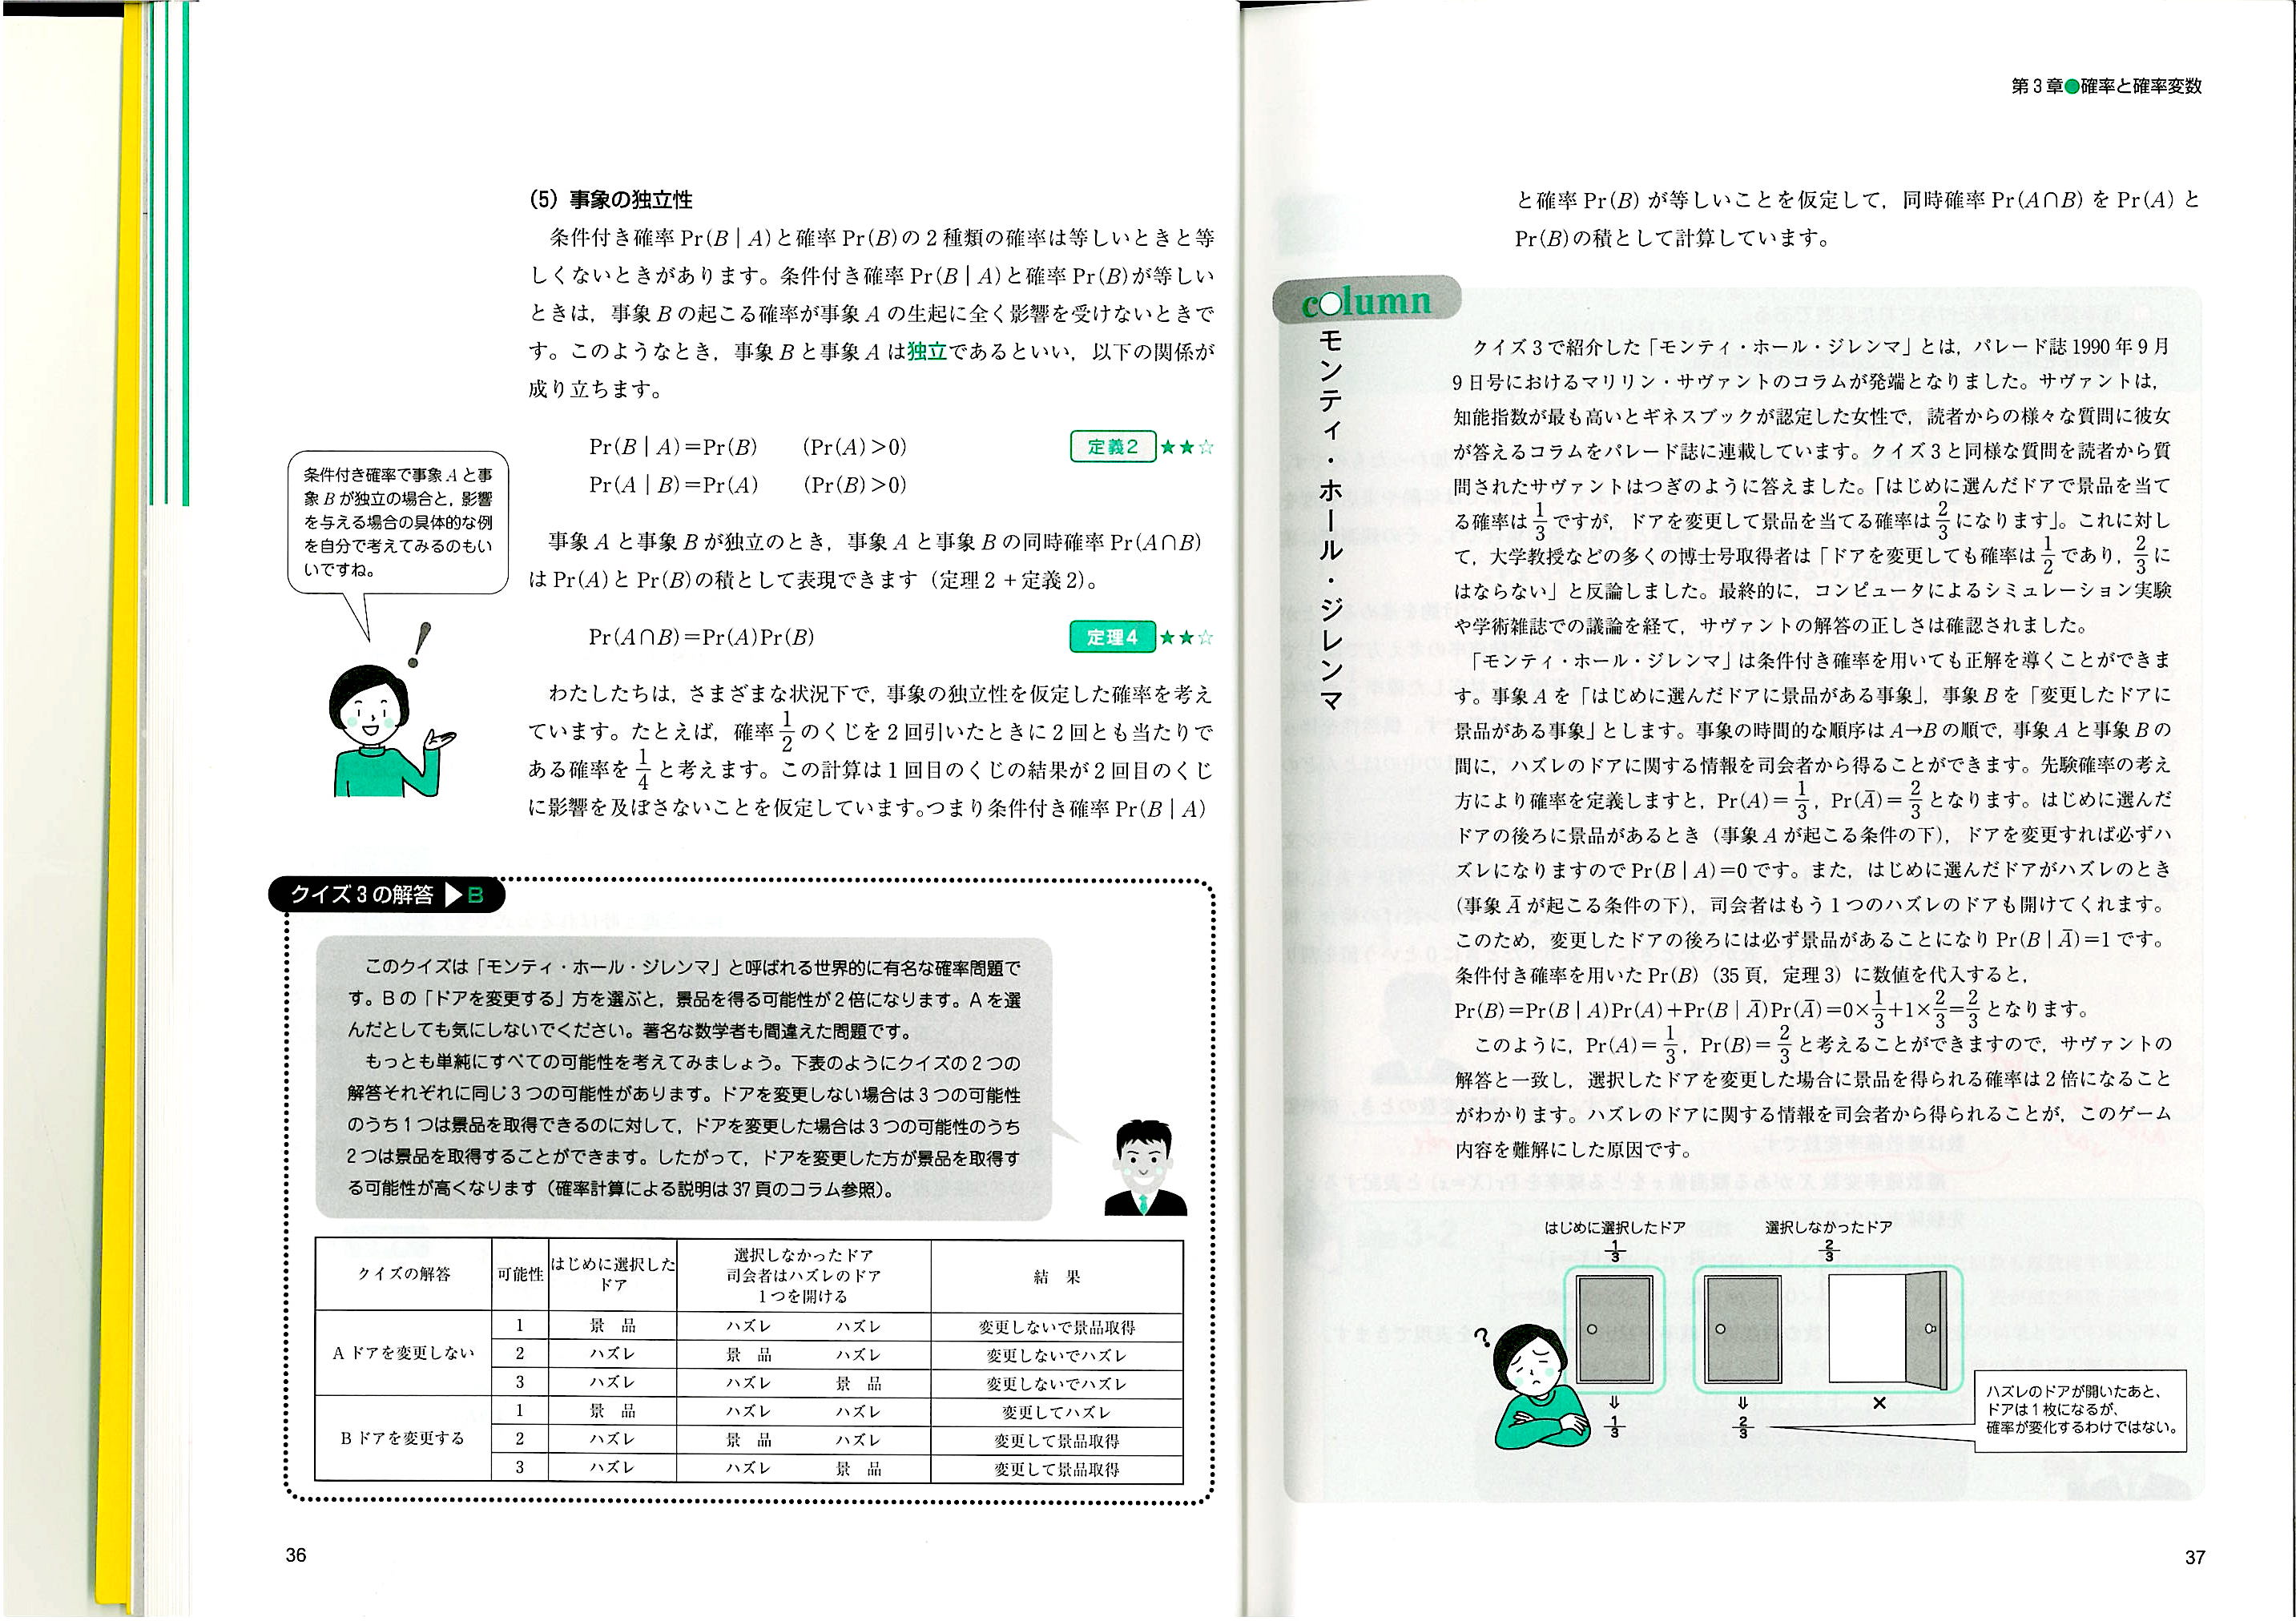 (5) 事象の独立性
条件付き確率 Pr(B | A)と確率 Pr(B)の2種類の確率は等しいときと等
しくないときがあります。条件付き確率 Pr(B | A)と確率 Pr(B)が等しい
ときは，事象 B の起こる確率が事象 A の生起に全く影響を受けないときで
す。このようなとき，事象 B と事象 A は独立であるといい，以下の関係が
成り立ちます。
Pr(B | A)=Pr(B) (Pr(A)>0) 定義2 ★★☆
Pr(A | B)=Pr(A) (Pr(B)>0)
事象 A と事象 B が独立のとき，事象 A と事象 B の同時確率 Pr(A∩B)
は Pr(A)と Pr(B)の積として表現できます（定理2＋定義2）。
Pr(A∩B)=Pr(A)Pr(B) 定理4 ★★☆
わたしたちは，さまざまな状況下で，事象の独立性を仮定した確率を考え
ています。たとえば，確率 1/2 のくじを2回引いたときに2回とも当たりで
ある確率を 1/4 と考えます。この計算は1回目のくじの結果が2回目のくじ
に影響を及ぼさないことを仮定しています。つまり条件付き確率 Pr(B | A)
条件付き確率で事象 A と事
象 B が独立の場合と，影響
を与える場合の具体的な例
を自分で考えてみるのもい
いですね。
クイズ3の解答 ▶ B
このクイズは「モンティ・ホール・ジレンマ」と呼ばれる世界的に有名な確率問題で
す。Bの「ドアを変更する」方を選ぶと，景品を得る可能性が2倍になります。Aを選
んだとしても気にしないでください。著名な数学者も間違えた問題です。
もっとも単純にすべての可能性を考えてみましょう。下表のようにクイズの2つの
解答それぞれに同じ3つの可能性があります。ドアを変更しない場合は3つの可能性
のうち1つは景品を取得できるのに対して，ドアを変更した場合は3つの可能性のうち
2つは景品を取得することができます。したがって，ドアを変更した方が景品を取得す
る可能性が高くなります（確率計算による説明は37頁のコラム参照）。
クイズの解答 可能性 はじめに選択した ドア 選択しなかったドア 司会者はハズレのドア 1つを開ける 結　果
A ドアを変更しない
1 景　品 ハズレ ハズレ 変更しないで景品取得
2 ハズレ 景　品 ハズレ 変更しないでハズレ
3 ハズレ ハズレ 景　品 変更しないでハズレ
B ドアを変更する
1 景　品 ハズレ ハズレ 変更してハズレ
2 ハズレ 景　品 ハズレ 変更して景品取得
3 ハズレ ハズレ 景　品 変更して景品取得
36
第3章●確率と確率変数
と確率 Pr(B) が等しいことを仮定して，同時確率 Pr(A∩B) を Pr(A) と
Pr(B)の積として計算しています。
column
モンティ・ホール・ジレンマ
クイズ3で紹介した「モンティ・ホール・ジレンマ」とは，パレード誌1990年9月
9日号におけるマリリン・サヴァントのコラムが発端となりました。サヴァントは，
知能指数が最も高いとギネスブックが認定した女性で，読者からの様々な質問に彼女
が答えるコラムをパレード誌に連載しています。クイズ3と同様な質問を読者から質
問されたサヴァントはつぎのように答えました。「はじめに選んだドアで景品を当て
る確率は 1/3 ですが，ドアを変更して景品を当てる確率は 2/3 になります」。これに対し
て，大学教授などの多くの博士号取得者は「ドアを変更しても確率は 1/2 であり，2/3 に
はならない」と反論しました。最終的に，コンピュータによるシミュレーション実験
や学術雑誌での議論を経て，サヴァントの解答の正しさは確認されました。
「モンティ・ホール・ジレンマ」は条件付き確率を用いても正解を導くことができま
す。事象 A を「はじめに選んだドアに景品がある事象」，事象 B を「変更したドアに
景品がある事象」とします。事象の時間的な順序は A→B の順で，事象 A と事象 B の
間に，ハズレのドアに関する情報を司会者から得ることができます。先験確率の考え
方により確率を定義しますと，Pr(A)= 1/3，Pr(Ā)= 2/3 となります。はじめに選んだ
ドアの後ろに景品があるとき（事象 A が起こる条件の下），ドアを変更すれば必ずハ
ズレになりますので Pr(B | A)=0 です。また，はじめに選んだドアがハズレのとき
（事象 Ā が起こる条件の下），司会者はもう1つのハズレのドアも開けてくれます。
このため，変更したドアの後ろには必ず景品があることになり Pr(B | Ā)=1 です。
条件付き確率を用いた Pr(B)（35頁，定理3）に数値を代入すると，
Pr(B)=Pr(B | A)Pr(A)+Pr(B | Ā)Pr(Ā)=0×1/3+1×2/3=2/3 となります。
このように，Pr(A)= 1/3，Pr(B)= 2/3 と考えることができますので，サヴァントの
解答と一致し，選択したドアを変更した場合に景品を得られる確率は2倍になること
がわかります。ハズレのドアに関する情報を司会者から得られることが，このゲーム
内容を難解にした原因です。
はじめに選択したドア 選択しなかったドア
1/3 2/3
?
⇓ ⇓ ×
1/3 2/3
ハズレのドアが開いたあと、
ドアは1枚になるが、
確率が変化するわけではない。
37